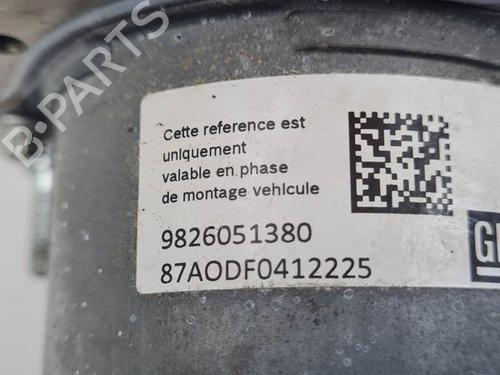 B-PARTS
Cette reference est
uniquement
valable en phase
de montage vehicule
9826051380
87AODF0412225